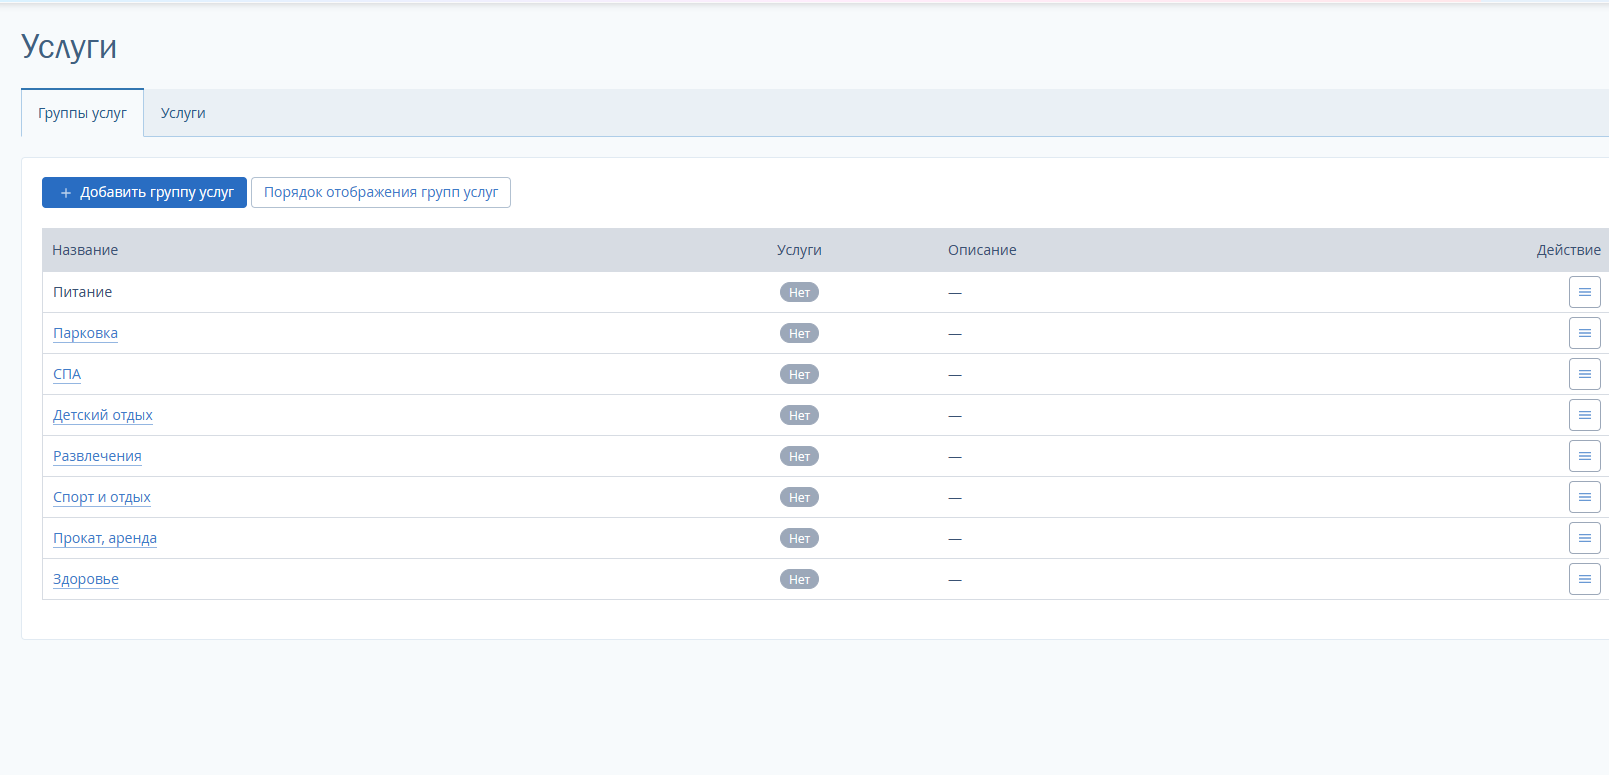 Услуги
Группы услуг Услуги
+ Добавить группу услуг Порядок отображения групп услуг
Название Услуги Описание Действие
Питание Нет —
Парковка Нет —
СПА Нет —
Детский отдых Нет —
Развлечения Нет —
Спорт и отдых Нет —
Прокат, аренда Нет —
Здоровье Нет —